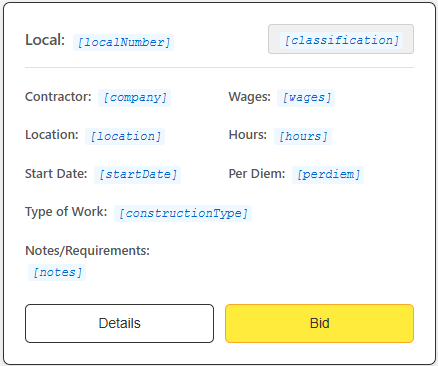 Local: [localNumber] [classification]
Contractor: [company] Wages: [wages]
Location: [location] Hours: [hours]
Start Date: [startDate] Per Diem: [perdiem]
Type of Work: [constructionType]
Notes/Requirements:
[notes]
Details Bid